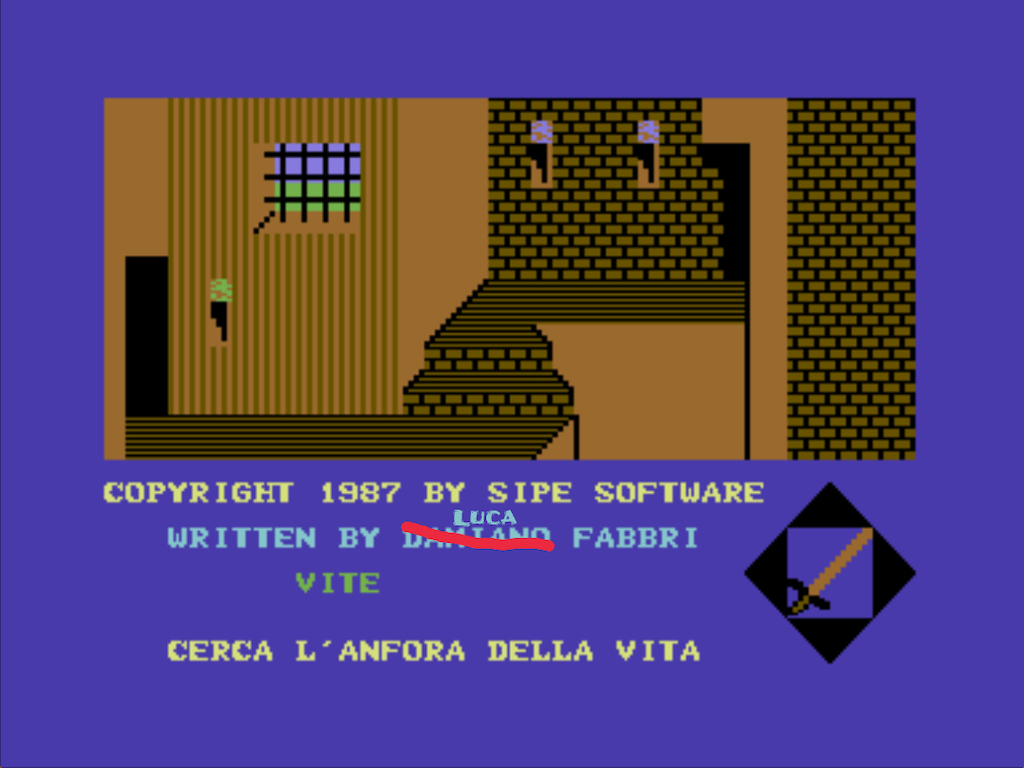 COPYRIGHT 1987 BY SIPE SOFTWARE
LUCA
WRITTEN BY DAMIANO FABBRI
VITE
CERCA L'ANFORA DELLA VITA